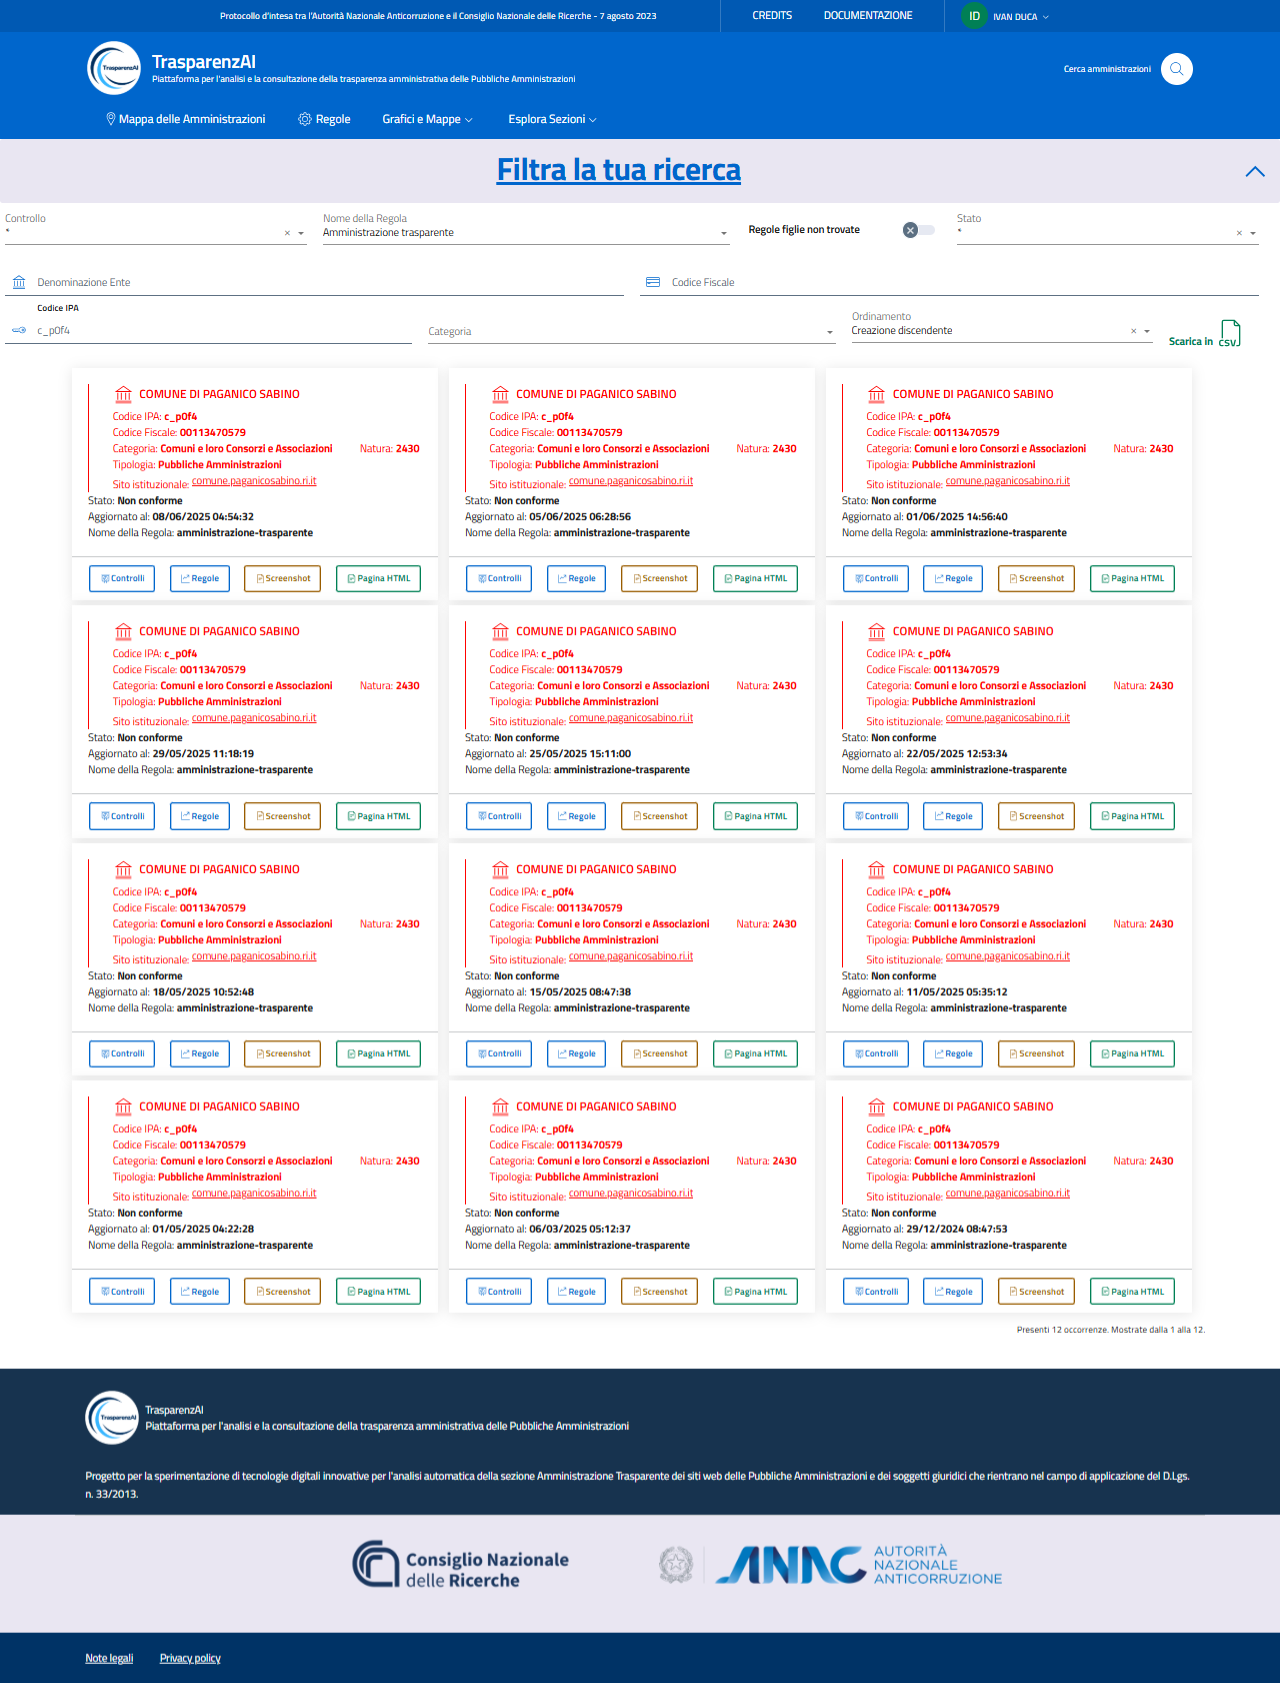 Protocollo d'intesa tra l'Autorità Nazionale Anticorruzione e il Consiglio Nazionale delle Ricerche - 7 agosto 2023
CREDITS
DOCUMENTAZIONE
ID
IVAN DUCA
TrasparenzAI
TrasparenzAI
Piattaforma per l'analisi e la consultazione della trasparenza amministrativa delle Pubbliche Amministrazioni
Cerca amministrazioni
Mappa delle Amministrazioni
Regole
Grafici e Mappe
Esplora Sezioni
Filtra la tua ricerca
Controllo
*
×
Nome della Regola
Amministrazione trasparente
Regole figlie non trovate
Stato
*
×
Denominazione Ente
Codice Fiscale
Codice IPA
c_p0f4
Categoria
Ordinamento
Creazione discendente
×
Scarica in CSV
COMUNE DI PAGANICO SABINO
Codice IPA: c_p0f4
Codice Fiscale: 00113470579
Categoria: Comuni e loro Consorzi e Associazioni Natura: 2430
Tipologia: Pubbliche Amministrazioni
Sito istituzionale: comune.paganicosabino.ri.it
Stato: Non conforme
Aggiornato al: 08/06/2025 04:54:32
Nome della Regola: amministrazione-trasparente
Controlli Regole Screenshot Pagina HTML
COMUNE DI PAGANICO SABINO
Codice IPA: c_p0f4
Codice Fiscale: 00113470579
Categoria: Comuni e loro Consorzi e Associazioni Natura: 2430
Tipologia: Pubbliche Amministrazioni
Sito istituzionale: comune.paganicosabino.ri.it
Stato: Non conforme
Aggiornato al: 05/06/2025 06:28:56
Nome della Regola: amministrazione-trasparente
Controlli Regole Screenshot Pagina HTML
COMUNE DI PAGANICO SABINO
Codice IPA: c_p0f4
Codice Fiscale: 00113470579
Categoria: Comuni e loro Consorzi e Associazioni Natura: 2430
Tipologia: Pubbliche Amministrazioni
Sito istituzionale: comune.paganicosabino.ri.it
Stato: Non conforme
Aggiornato al: 01/06/2025 14:56:40
Nome della Regola: amministrazione-trasparente
Controlli Regole Screenshot Pagina HTML
COMUNE DI PAGANICO SABINO
Codice IPA: c_p0f4
Codice Fiscale: 00113470579
Categoria: Comuni e loro Consorzi e Associazioni Natura: 2430
Tipologia: Pubbliche Amministrazioni
Sito istituzionale: comune.paganicosabino.ri.it
Stato: Non conforme
Aggiornato al: 29/05/2025 11:18:19
Nome della Regola: amministrazione-trasparente
Controlli Regole Screenshot Pagina HTML
COMUNE DI PAGANICO SABINO
Codice IPA: c_p0f4
Codice Fiscale: 00113470579
Categoria: Comuni e loro Consorzi e Associazioni Natura: 2430
Tipologia: Pubbliche Amministrazioni
Sito istituzionale: comune.paganicosabino.ri.it
Stato: Non conforme
Aggiornato al: 25/05/2025 15:11:00
Nome della Regola: amministrazione-trasparente
Controlli Regole Screenshot Pagina HTML
COMUNE DI PAGANICO SABINO
Codice IPA: c_p0f4
Codice Fiscale: 00113470579
Categoria: Comuni e loro Consorzi e Associazioni Natura: 2430
Tipologia: Pubbliche Amministrazioni
Sito istituzionale: comune.paganicosabino.ri.it
Stato: Non conforme
Aggiornato al: 22/05/2025 12:53:34
Nome della Regola: amministrazione-trasparente
Controlli Regole Screenshot Pagina HTML
COMUNE DI PAGANICO SABINO
Codice IPA: c_p0f4
Codice Fiscale: 00113470579
Categoria: Comuni e loro Consorzi e Associazioni Natura: 2430
Tipologia: Pubbliche Amministrazioni
Sito istituzionale: comune.paganicosabino.ri.it
Stato: Non conforme
Aggiornato al: 18/05/2025 10:52:48
Nome della Regola: amministrazione-trasparente
Controlli Regole Screenshot Pagina HTML
COMUNE DI PAGANICO SABINO
Codice IPA: c_p0f4
Codice Fiscale: 00113470579
Categoria: Comuni e loro Consorzi e Associazioni Natura: 2430
Tipologia: Pubbliche Amministrazioni
Sito istituzionale: comune.paganicosabino.ri.it
Stato: Non conforme
Aggiornato al: 15/05/2025 08:47:38
Nome della Regola: amministrazione-trasparente
Controlli Regole Screenshot Pagina HTML
COMUNE DI PAGANICO SABINO
Codice IPA: c_p0f4
Codice Fiscale: 00113470579
Categoria: Comuni e loro Consorzi e Associazioni Natura: 2430
Tipologia: Pubbliche Amministrazioni
Sito istituzionale: comune.paganicosabino.ri.it
Stato: Non conforme
Aggiornato al: 11/05/2025 05:35:12
Nome della Regola: amministrazione-trasparente
Controlli Regole Screenshot Pagina HTML
COMUNE DI PAGANICO SABINO
Codice IPA: c_p0f4
Codice Fiscale: 00113470579
Categoria: Comuni e loro Consorzi e Associazioni Natura: 2430
Tipologia: Pubbliche Amministrazioni
Sito istituzionale: comune.paganicosabino.ri.it
Stato: Non conforme
Aggiornato al: 01/05/2025 04:22:28
Nome della Regola: amministrazione-trasparente
Controlli Regole Screenshot Pagina HTML
COMUNE DI PAGANICO SABINO
Codice IPA: c_p0f4
Codice Fiscale: 00113470579
Categoria: Comuni e loro Consorzi e Associazioni Natura: 2430
Tipologia: Pubbliche Amministrazioni
Sito istituzionale: comune.paganicosabino.ri.it
Stato: Non conforme
Aggiornato al: 06/03/2025 05:12:37
Nome della Regola: amministrazione-trasparente
Controlli Regole Screenshot Pagina HTML
COMUNE DI PAGANICO SABINO
Codice IPA: c_p0f4
Codice Fiscale: 00113470579
Categoria: Comuni e loro Consorzi e Associazioni Natura: 2430
Tipologia: Pubbliche Amministrazioni
Sito istituzionale: comune.paganicosabino.ri.it
Stato: Non conforme
Aggiornato al: 29/12/2024 08:47:53
Nome della Regola: amministrazione-trasparente
Controlli Regole Screenshot Pagina HTML
Presenti 12 occorrenze. Mostrate dalla 1 alla 12.
TrasparenzAI
TrasparenzAI
Piattaforma per l'analisi e la consultazione della trasparenza amministrativa delle Pubbliche Amministrazioni
Progetto per la sperimentazione di tecnologie digitali innovative per l'analisi automatica della sezione Amministrazione Trasparente dei siti web delle Pubbliche Amministrazioni e dei soggetti giuridici che rientrano nel campo di applicazione del D.Lgs.
n. 33/2013.
Consiglio Nazionale
delle Ricerche
ANAC
AUTORITÀ
NAZIONALE
ANTICORRUZIONE
Note legali
Privacy policy